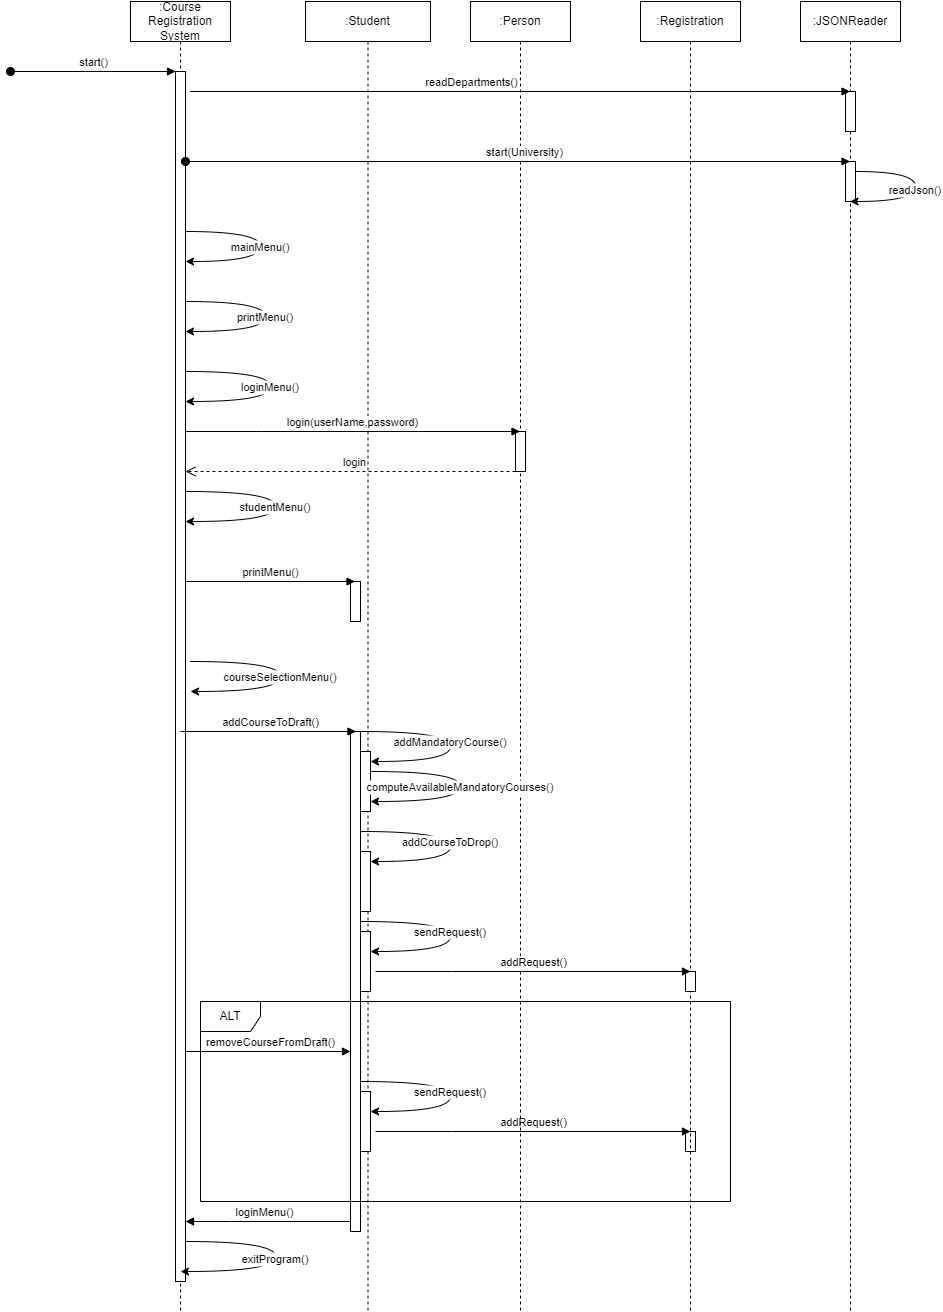 :Course
Registration
System
:Student
:Person
:Registration
:JSONReader
start()
readDepartments()
start(University)
readJson()
mainMenu()
printMenu()
loginMenu()
login(userName,password)
login
studentMenu()
printMenu()
courseSelectionMenu()
addCourseToDraft()
addMandatoryCourse()
computeAvailableMandatoryCourses()
addCourseToDrop()
sendRequest()
addRequest()
ALT
removeCourseFromDraft()
sendRequest()
addRequest()
loginMenu()
exitProgram()